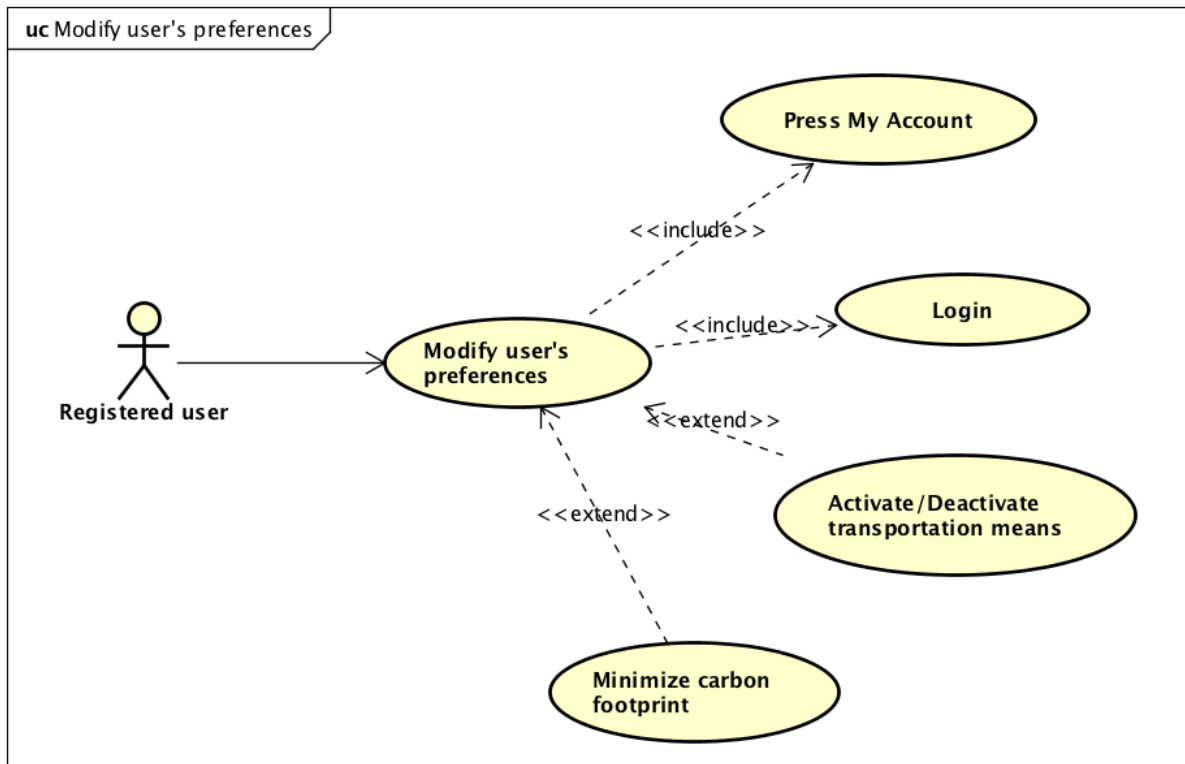 uc Modify user's preferences
Press My Account
<<include>>
Login
<<include>>
Modify user's
preferences
Registered user
<<extend>>
Activate/Deactivate
transportation means
<<extend>>
Minimize carbon
footprint